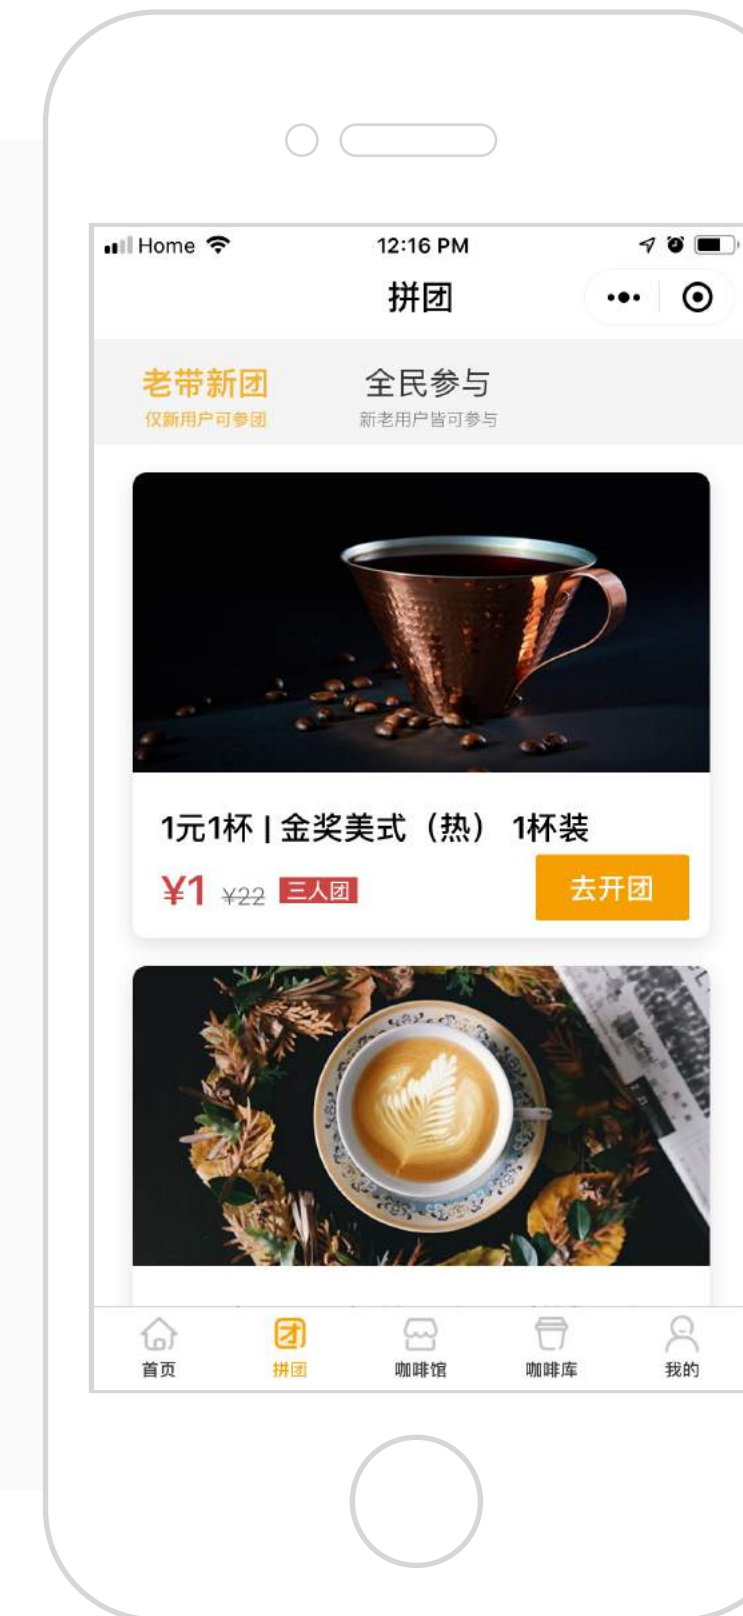 Home
12:16 PM
拼团
老带新团
全民参与
仅新用户可参团
新老用户皆可参与
1元1杯 | 金奖美式（热） 1杯装
¥1 ¥22 三人团
去开团
团
首页
拼团
咖啡馆
咖啡库
我的